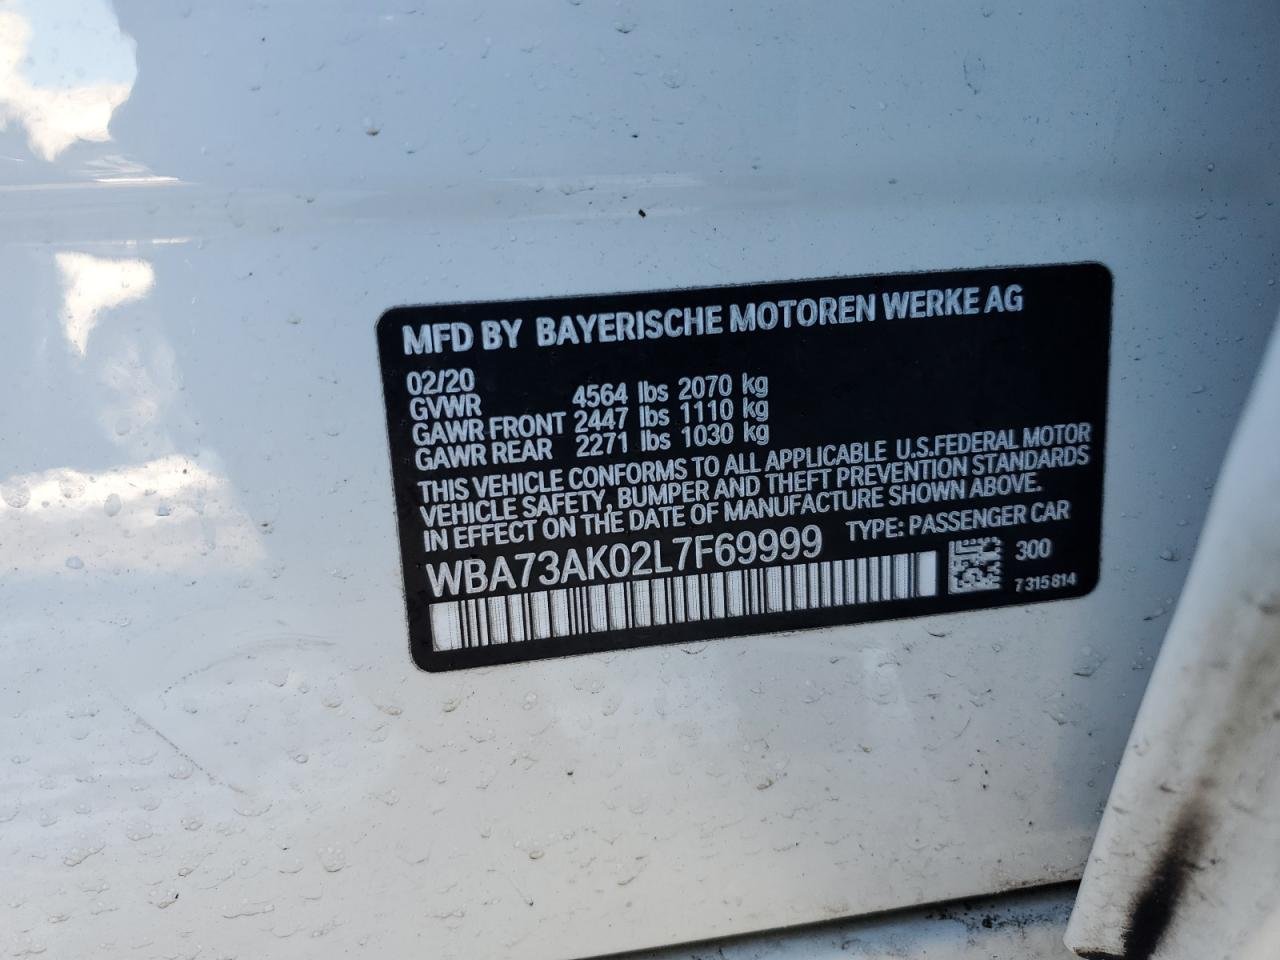 MFD BY BAYERISCHE MOTOREN WERKE AG
02/20
GVWR 4564 lbs 2070 kg
GAWR FRONT 2447 lbs 1110 kg
GAWR REAR 2271 lbs 1030 kg
THIS VEHICLE CONFORMS TO ALL APPLICABLE U.S.FEDERAL MOTOR
VEHICLE SAFETY, BUMPER AND THEFT PREVENTION STANDARDS
IN EFFECT ON THE DATE OF MANUFACTURE SHOWN ABOVE.
WBA73AK02L7F69999 TYPE: PASSENGER CAR
300
7 315 814